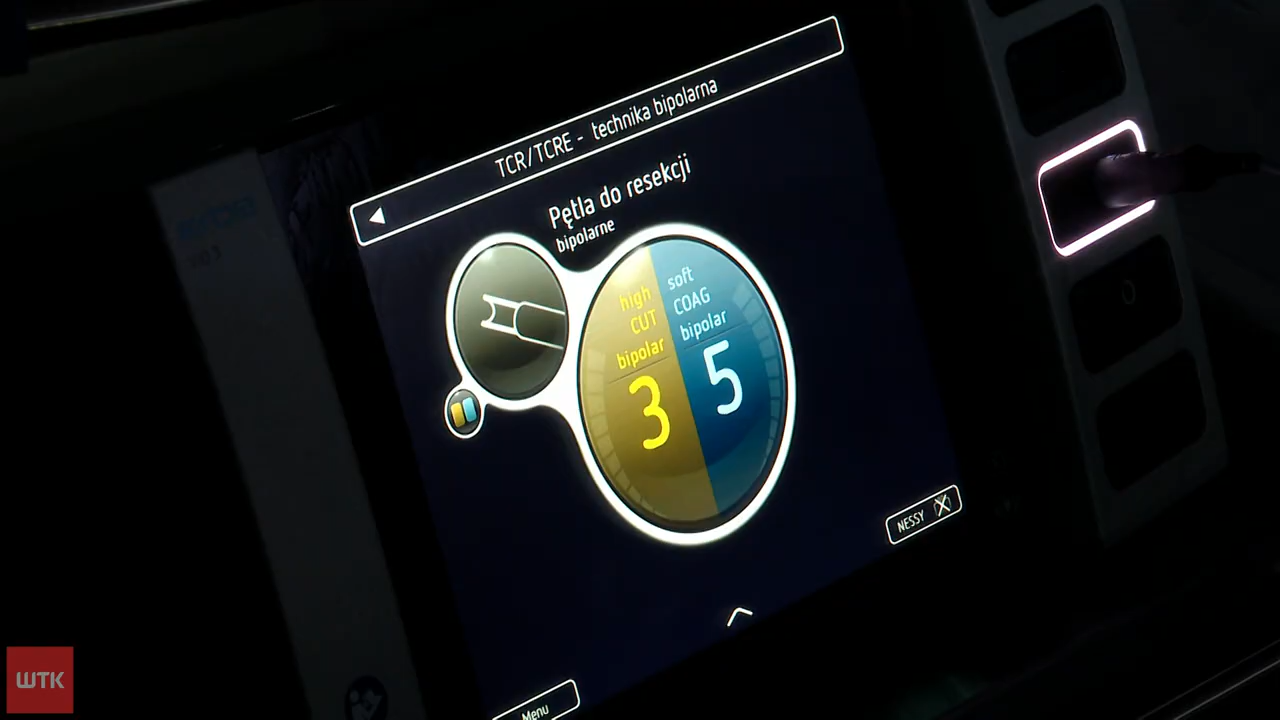 TCR/TCRE - technika bipolarna
Pętla do resekcji
bipolarne
high
CUT
bipolar
3
soft
COAG
bipolar
5
NESSY
Menu
WTK